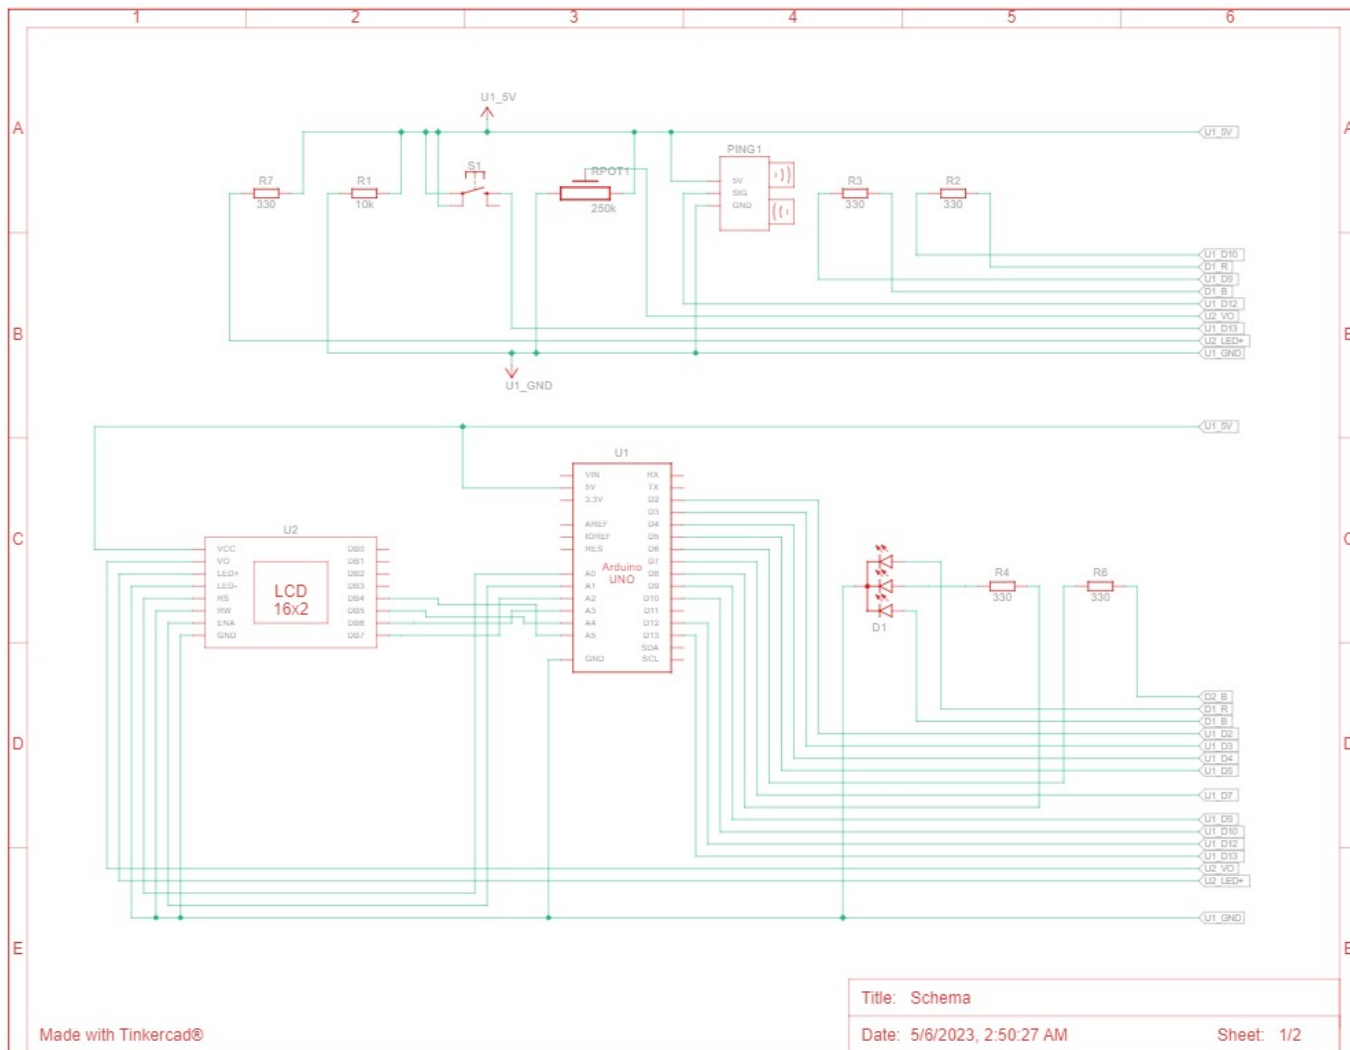 1 2 3 4 5 6
A A
U1_5V
U1_5V
PING1
S1 RPOT1
R7 R1 5V R3 R2
SIG
330 10k 250k GND 330 330
U1_D10
D1_R
U1_D9
D1_B
U1_D12
U2_VO
B U1_D13 B
U2_LED+
U1_GND
U1_GND
U1_5V
U1
VIN RX
5V TX
3.3V D2
D3
AREF D4
IOREF D5
RES D6
C C
U2
VCC DB0
VO DB1
LED+ DB2
LED- DB3
RS DB4
RW DB5
ENA DB6
GND DB7
LCD
16x2
Arduino
UNO
D7
A0 D8
A1 D9
A2 D10
A3 D11
A4 D12
A5 D13
SDA
GND SCL
R4 R6
330 330
D1
D2_B
D1_R
D1_B
U1_D2
D U1_D3 D
U1_D4
U1_D5
U1_D7
U1_D9
U1_D10
U1_D12
U1_D13
U2_VO
U2_LED+
U1_GND
E E
Title: Schema
Made with Tinkercad® Date: 5/6/2023, 2:50:27 AM Sheet: 1/2